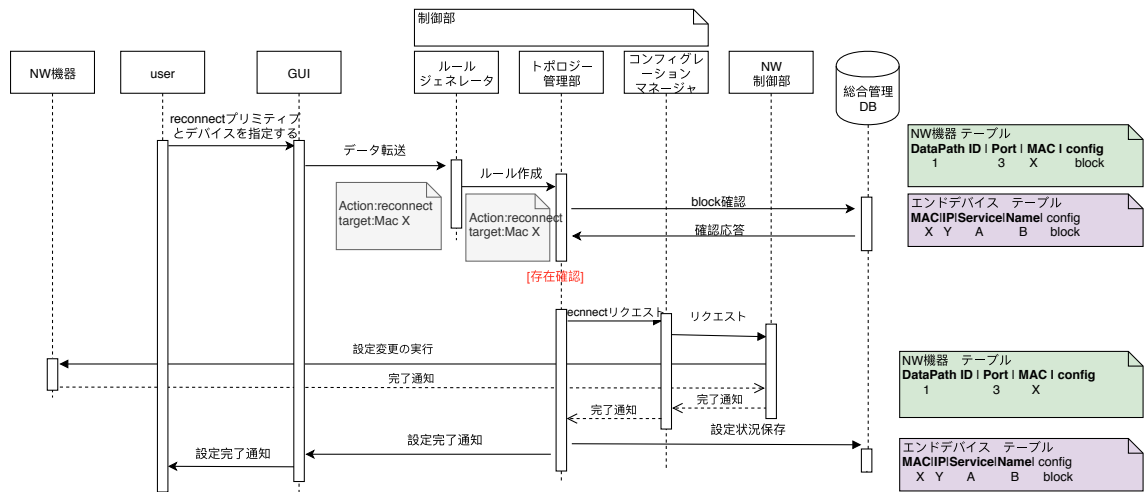 制御部
NW機器
user
GUI
ルール
ジェネレータ
トポロジー
管理部
コンフィグレ
ーション
マネージャ
NW
制御部
総合管理
DB
reconnectプリミティブ
とデバイスを指定する
データ転送
ルール作成
Action:reconnect
target:Mac X
Action:reconnect
target:Mac X
block確認
確認応答
[存在確認]
NW機器 テーブル
DataPath ID | Port | MAC | config
1 3 X block
エンドデバイス テーブル
MAC|IP|Service|Name| config
X Y A B block
ecnnectリクエスト
リクエスト
設定変更の実行
完了通知
完了通知
完了通知
設定状況保存
設定完了通知
設定完了通知
NW機器 テーブル
DataPath ID | Port | MAC | config
1 3 X
エンドデバイス テーブル
MAC|IP|Service|Name| config
X Y A B block